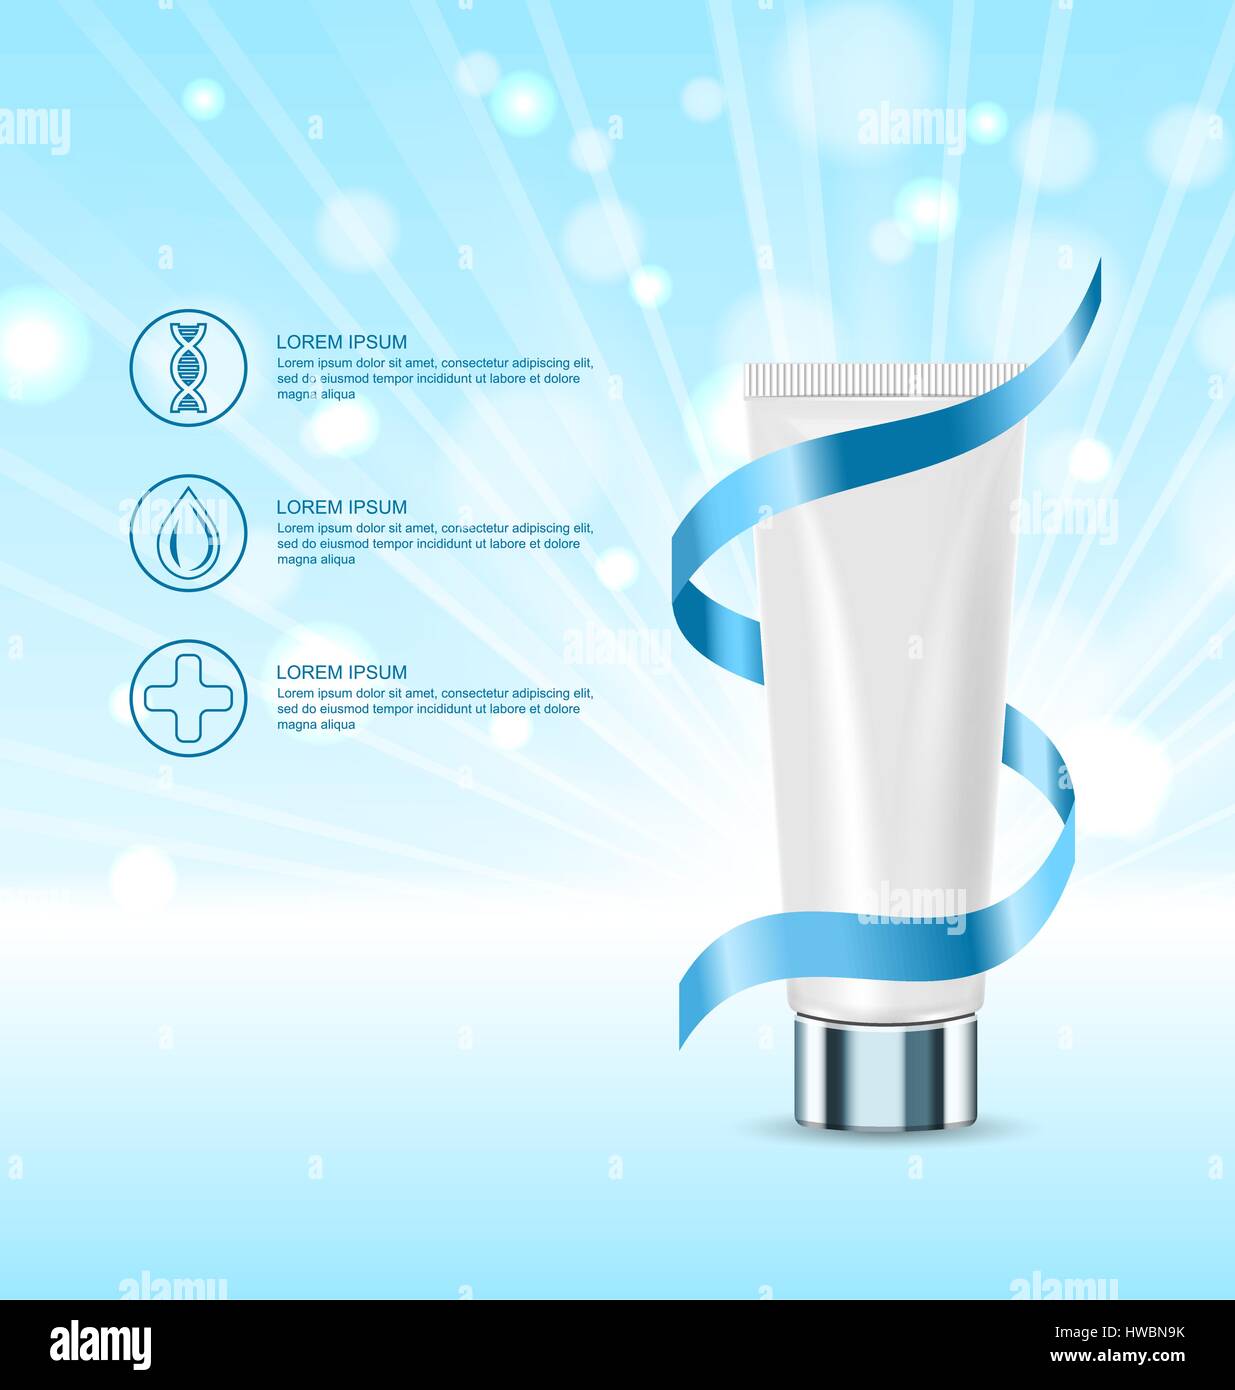 LOREM IPSUM
Lorem ipsum dolor sit amet, consectetur adipiscing elit,
sed do eiusmod tempor incididunt ut labore et dolore
magna aliqua
LOREM IPSUM
Lorem ipsum dolor sit amet, consectetur adipiscing elit,
sed do eiusmod tempor incididunt ut labore et dolore
magna aliqua
LOREM IPSUM
Lorem ipsum dolor sit amet, consectetur adipiscing elit,
sed do eiusmod tempor incididunt ut labore et dolore
magna aliqua
alamy
Image ID: HWBN9K
www.alamy.com